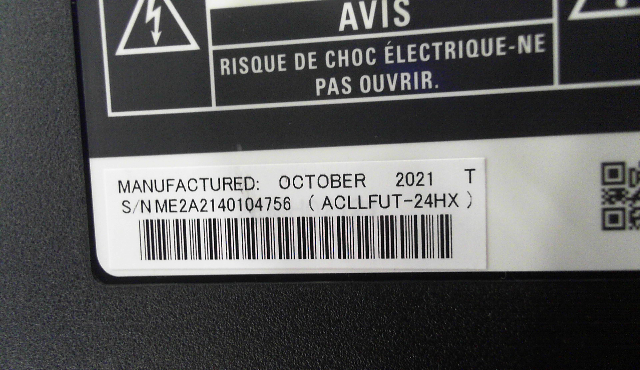 AVIS
RISQUE DE CHOC ÉLECTRIQUE-NE
PAS OUVRIR.
MANUFACTURED: OCTOBER 2021 T
S/N ME2A2140104756 (ACLLFUT-24HX)